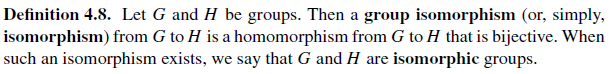 Definition 4.8. Let G and H be groups. Then a group isomorphism (or, simply,
isomorphism) from G to H is a homomorphism from G to H that is bijective. When
such an isomorphism exists, we say that G and H are isomorphic groups.